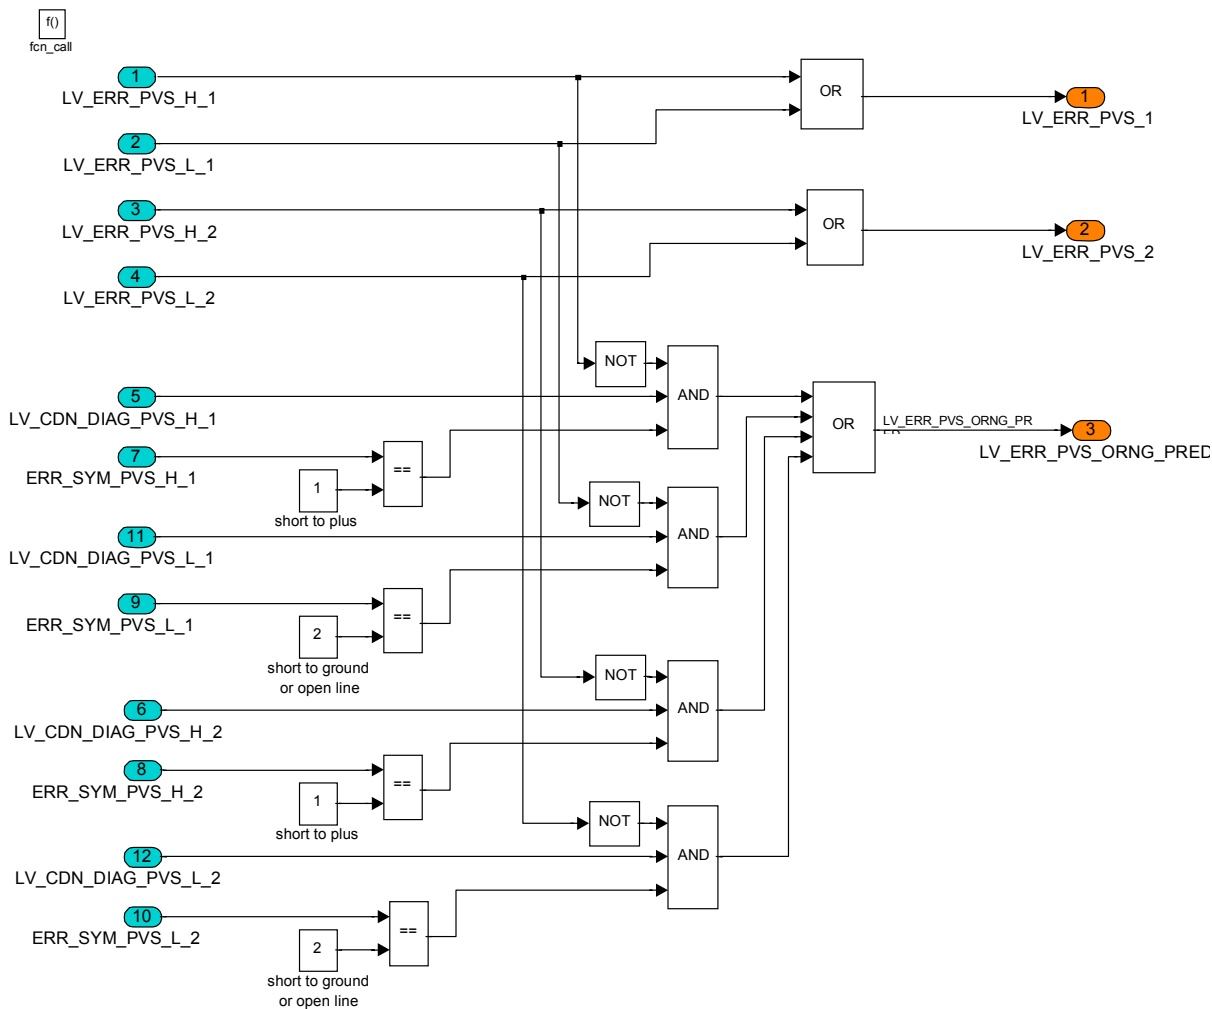 f()
fcn_call
1
LV_ERR_PVS_H_1
OR
1
LV_ERR_PVS_1
2
LV_ERR_PVS_L_1
3
LV_ERR_PVS_H_2
OR
2
LV_ERR_PVS_2
4
LV_ERR_PVS_L_2
NOT
AND
5
LV_CDN_DIAG_PVS_H_1
OR
LV_ERR_PVS_ORNG_PR
3
LV_ERR_PVS_ORNG_PRED
7
ERR_SYM_PVS_H_1
==
1
short to plus
NOT
AND
11
LV_CDN_DIAG_PVS_L_1
9
ERR_SYM_PVS_L_1
==
2
short to ground
or open line
NOT
AND
6
LV_CDN_DIAG_PVS_H_2
8
ERR_SYM_PVS_H_2
==
1
short to plus
NOT
AND
12
LV_CDN_DIAG_PVS_L_2
10
ERR_SYM_PVS_L_2
==
2
short to ground
or open line